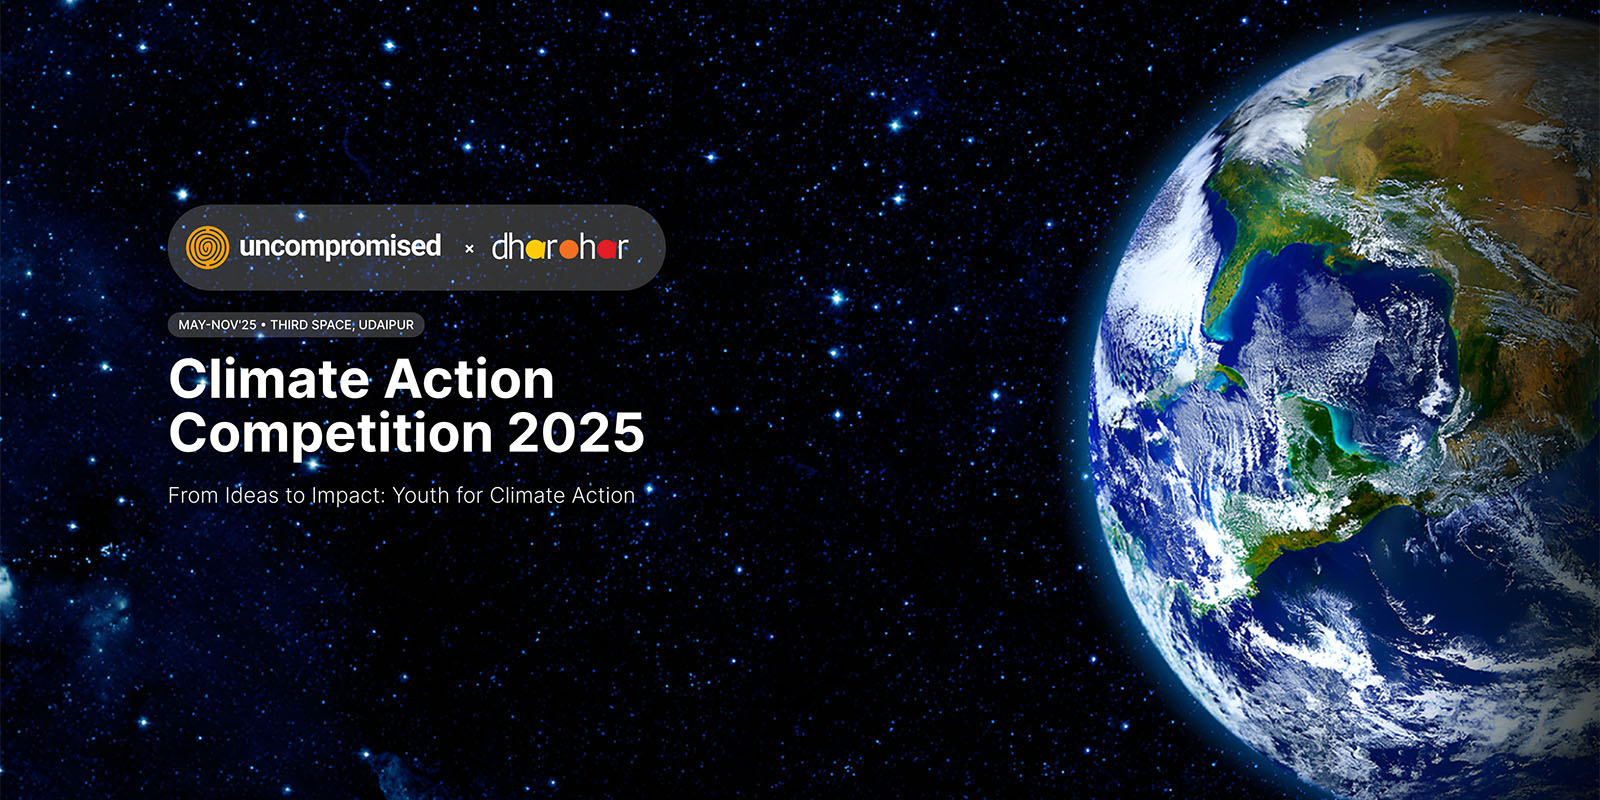 uncompromised × dharohar
MAY-NOV'25 • THIRD SPACE, UDAIPUR
Climate Action
Competition 2025
From Ideas to Impact: Youth for Climate Action